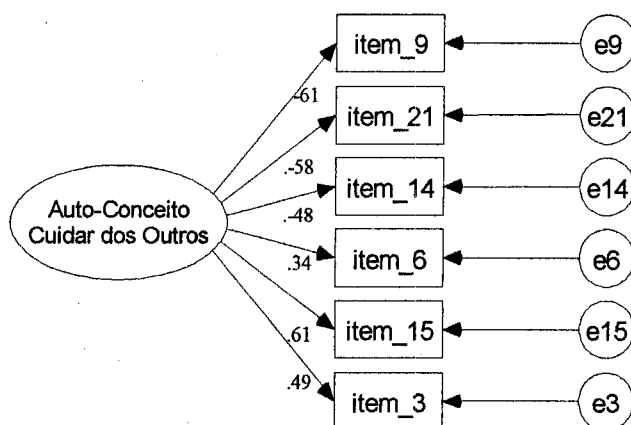 item_9
e9
-61
item_21
e21
.-58
item_14
e14
.-48
Auto-Conceito
Cuidar dos Outros
item_6
e6
.34
item_15
e15
.61
item_3
e3
.49